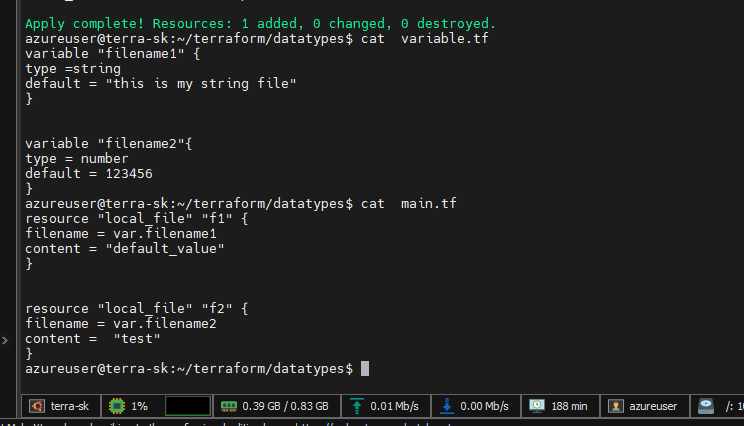 Apply complete! Resources: 1 added, 0 changed, 0 destroyed.
azureuser@terra-sk:~/terraform/datatypes$ cat  variable.tf
variable "filename1" {
type =string
default = "this is my string file"
}
variable "filename2"{
type = number
default = 123456
}
azureuser@terra-sk:~/terraform/datatypes$ cat  main.tf
resource "local_file" "f1" {
filename = var.filename1
content = "default_value"
}
resource "local_file" "f2" {
filename = var.filename2
content =  "test"
}
azureuser@terra-sk:~/terraform/datatypes$
terra-sk 1% 0.39 GB / 0.83 GB 0.01 Mb/s 0.00 Mb/s 188 min azureuser /: